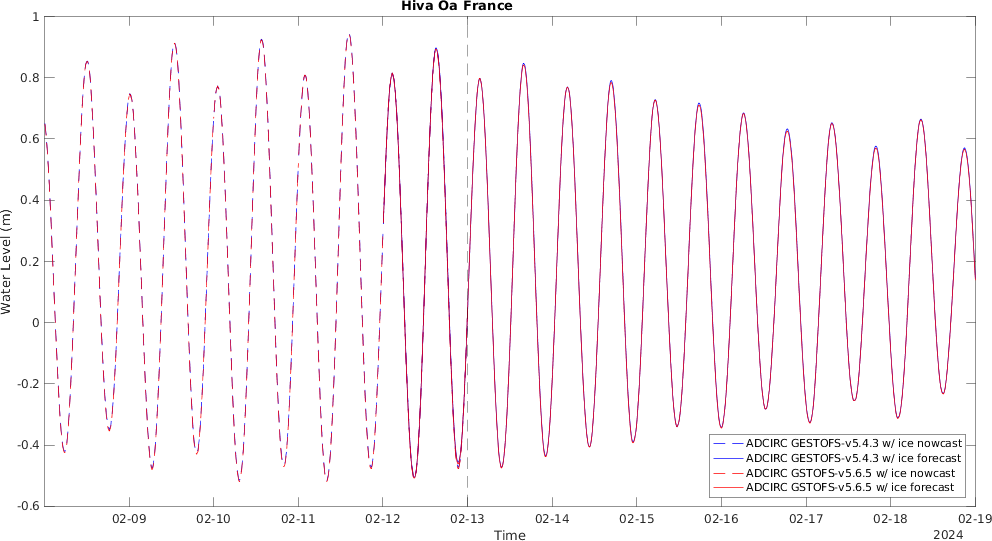 Hiva Oa France
1
0.8
0.6
0.4
0.2
0
-0.2
-0.4
-0.6
Water Level (m)
ADCIRC GESTOFS-v5.4.3 w/ ice nowcast
ADCIRC GESTOFS-v5.4.3 w/ ice forecast
ADCIRC GSTOFS-v5.6.5 w/ ice nowcast
ADCIRC GSTOFS-v5.6.5 w/ ice forecast
02-09 02-10 02-11 02-12 02-13 02-14 02-15 02-16 02-17 02-18 02-19
Time
2024